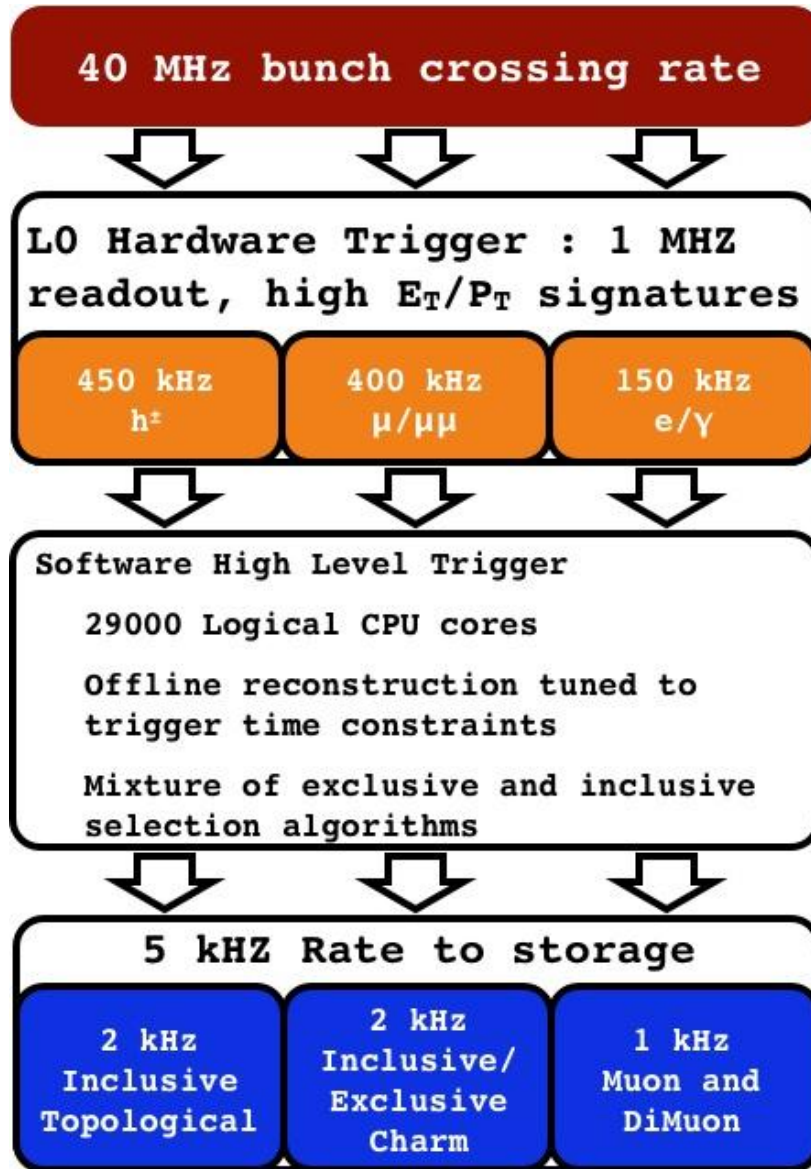 40 MHz bunch crossing rate
L0 Hardware Trigger : 1 MHZ
readout, high E_T/P_T signatures
450 kHz
h±
400 kHz
μ/μμ
150 kHz
e/γ
Software High Level Trigger
29000 Logical CPU cores
Offline reconstruction tuned to
trigger time constraints
Mixture of exclusive and inclusive
selection algorithms
5 kHZ Rate to storage
2 kHz
Inclusive
Topological
2 kHz
Inclusive/
Exclusive
Charm
1 kHz
Muon and
DiMuon